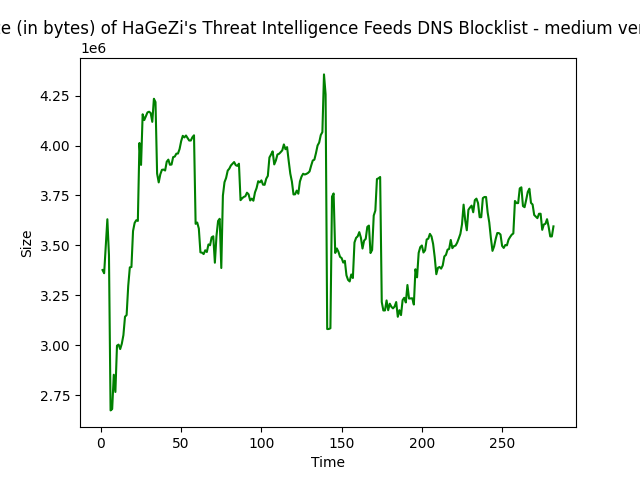 (in bytes) of HaGeZi's Threat Intelligence Feeds DNS Blocklist - medium
1e6
4.25
4.00
3.75
3.50
3.25
3.00
2.75
Size
0 50 100 150 200 250
Time